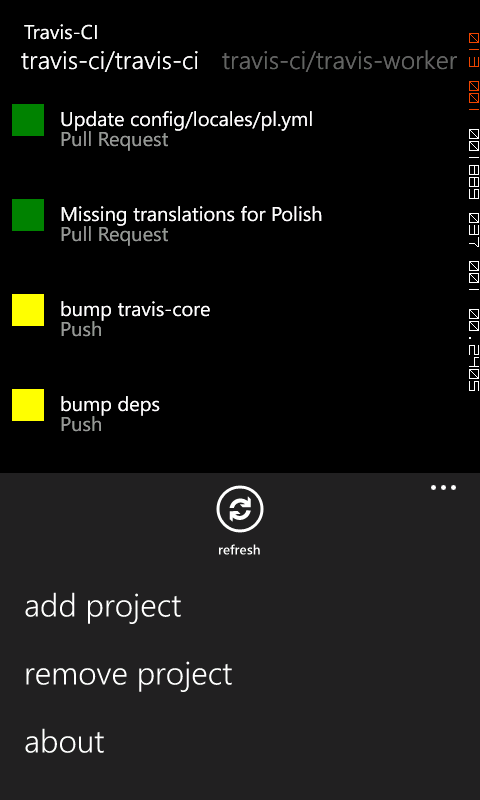 Travis-CI
travis-ci/travis-ci travis-ci/travis-worker
Update config/locales/pl.yml
Pull Request
Missing translations for Polish
Pull Request
bump travis-core
Push
bump deps
Push
refresh
add project
remove project
about